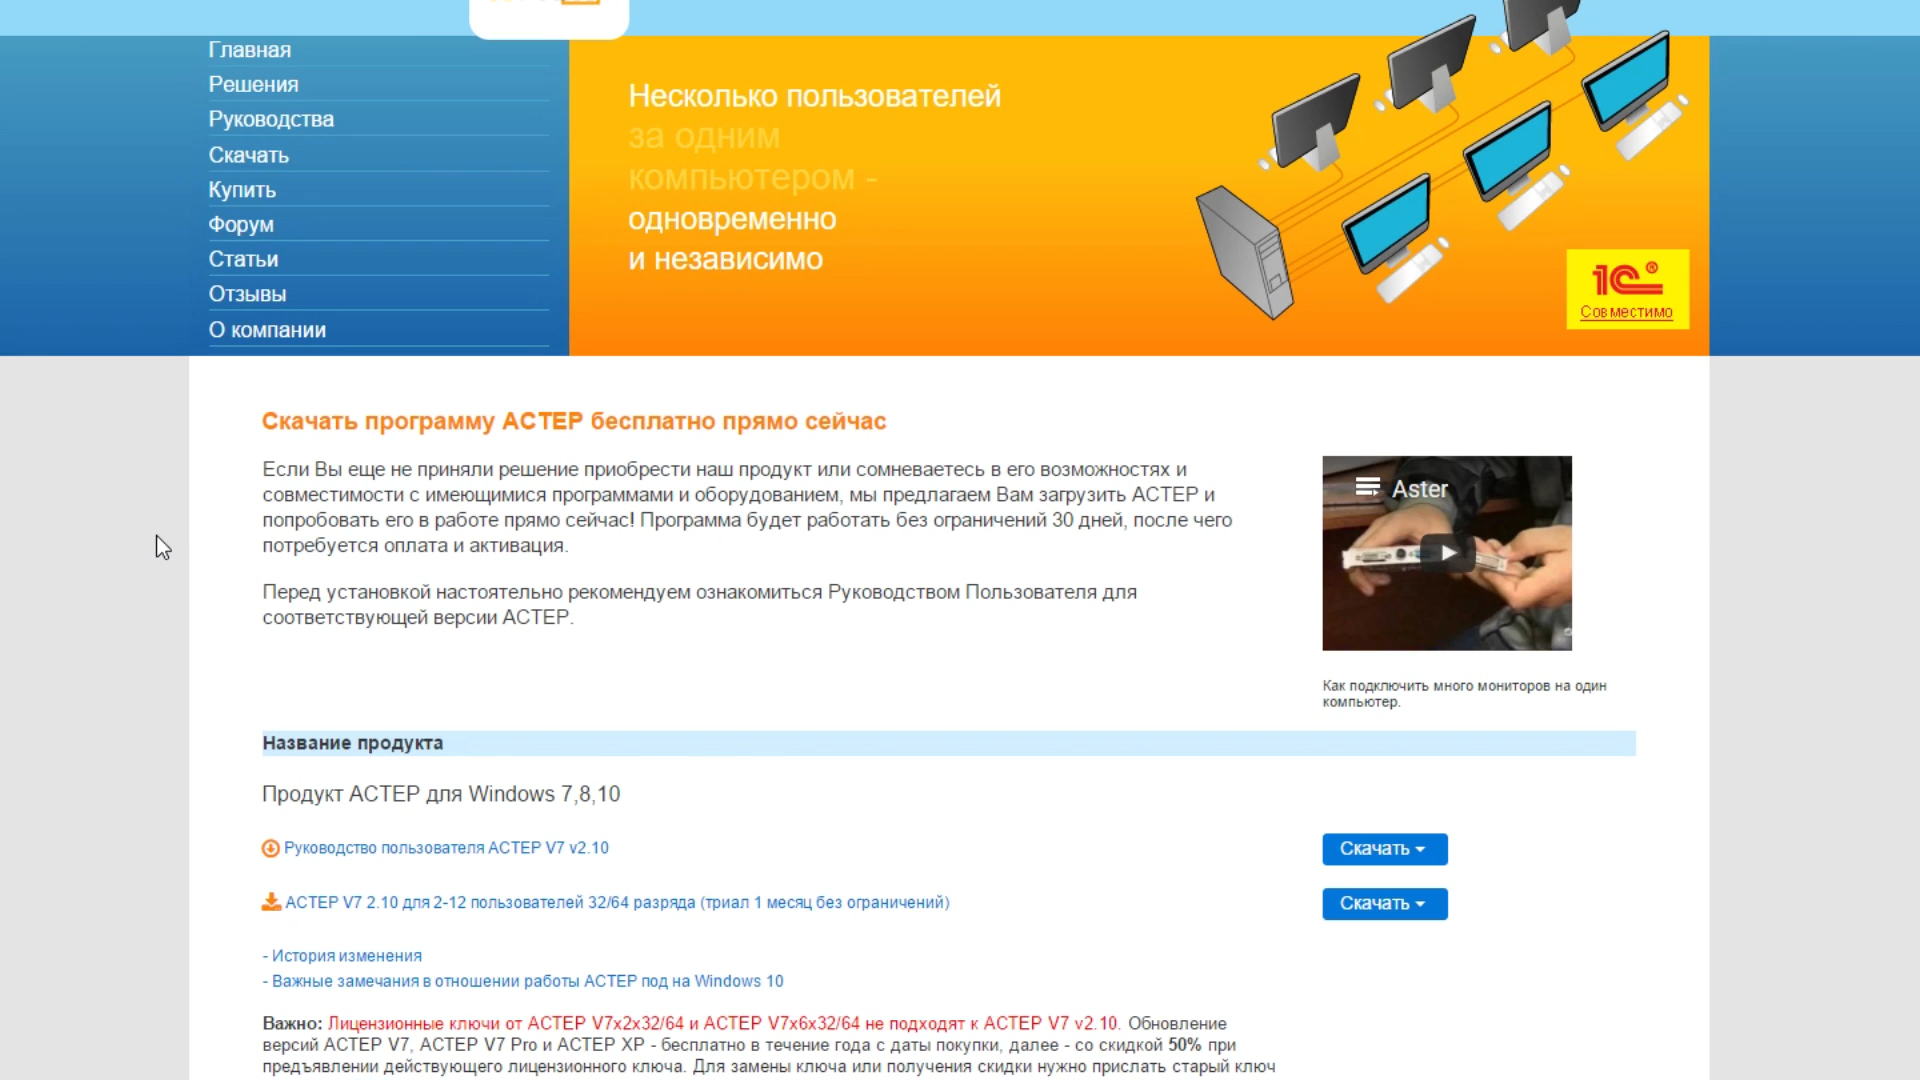 Главная
Решения
Руководства
Скачать
Купить
Форум
Статьи
Отзывы
О компании
Несколько пользователей
за одним
компьютером -
одновременно
и независимо
1С®
Совместимо
Скачать программу АСТЕР бесплатно прямо сейчас
Если Вы еще не приняли решение приобрести наш продукт или сомневаетесь в его возможностях и
совместимости с имеющимися программами и оборудованием, мы предлагаем Вам загрузить АСТЕР и
попробовать его в работе прямо сейчас! Программа будет работать без ограничений 30 дней, после чего
потребуется оплата и активация.
Перед установкой настоятельно рекомендуем ознакомиться Руководством Пользователя для
соответствующей версии АСТЕР.
Aster
Как подключить много мониторов на один
компьютер.
Название продукта
Продукт АСТЕР для Windows 7,8,10
Руководство пользователя АСТЕР V7 v2.10
Скачать
АСТЕР V7 2.10 для 2-12 пользователей 32/64 разряда (триал 1 месяц без ограничений)
Скачать
- История изменения
- Важные замечания в отношении работы АСТЕР под на Windows 10
Важно: Лицензионные ключи от АСТЕР V7x2x32/64 и АСТЕР V7x6x32/64 не подходят к АСТЕР V7 v2.10. Обновление
версий АСТЕР V7, АСТЕР V7 Pro и АСТЕР XP - бесплатно в течение года с даты покупки, далее - со скидкой 50% при
предъявлении действующего лицензионного ключа. Для замены ключа или получения скидки нужно прислать старый ключ